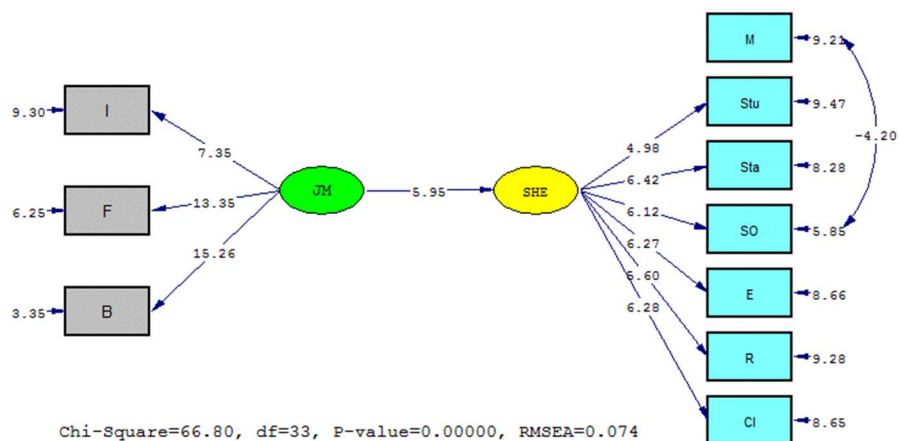 M
9.21
I
9.30
Stu
9.47
-4.20
7.35
4.98
Sta
8.28
6.42
JM
5.95
SHE
13.35
F
6.25
6.12
SO
5.85
15.26
6.27
5.60
E
8.66
B
3.35
6.28
R
9.28
CI
8.65
Chi-Square=66.80, df=33, P-value=0.00000, RMSEA=0.074